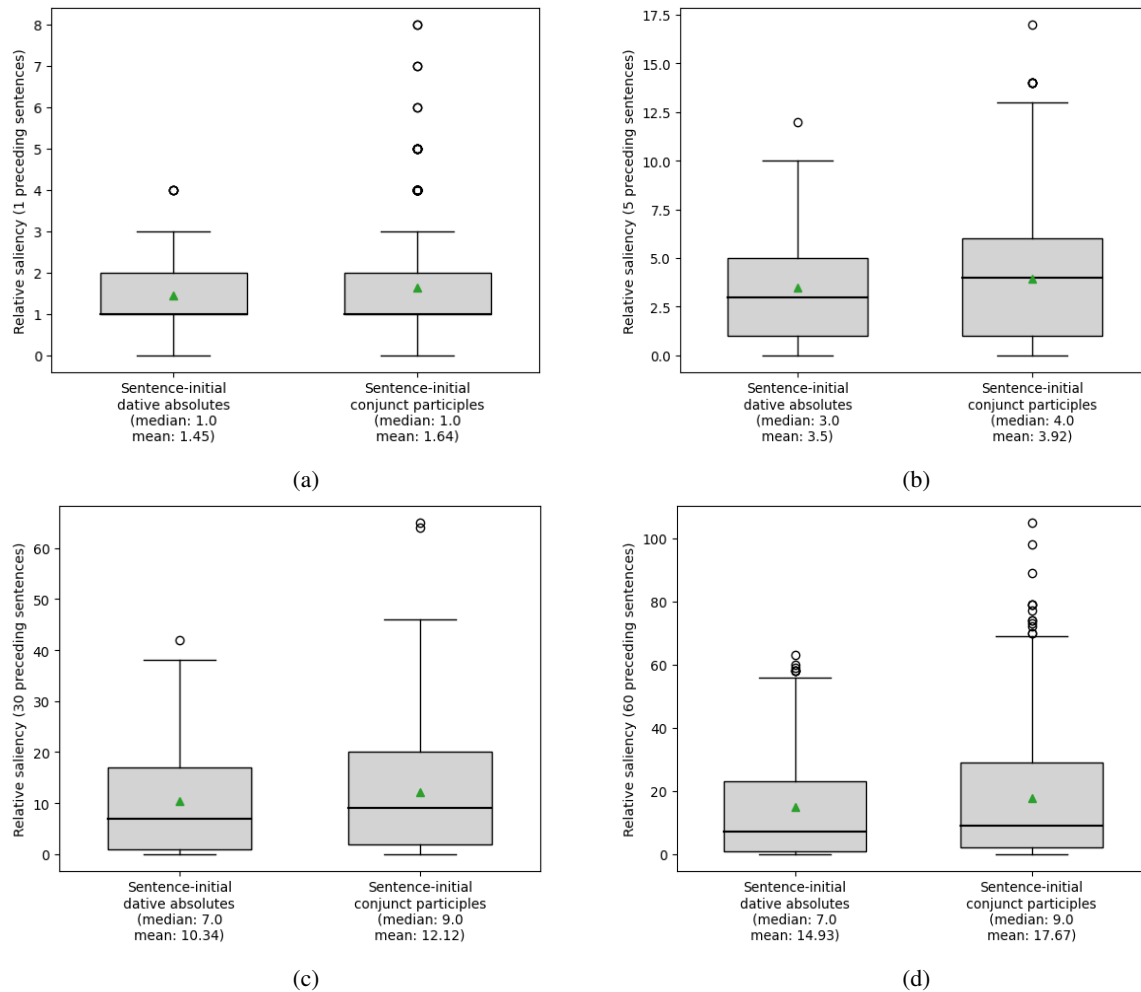 Relative saliency (1 preceding sentences)
8
7
6
5
4
3
2
1
0
Sentence-initial
dative absolutes
(median: 1.0
mean: 1.45)
Sentence-initial
conjunct participles
(median: 1.0
mean: 1.64)
(a)
Relative saliency (5 preceding sentences)
17.5
15.0
12.5
10.0
7.5
5.0
2.5
0.0
Sentence-initial
dative absolutes
(median: 3.0
mean: 3.5)
Sentence-initial
conjunct participles
(median: 4.0
mean: 3.92)
(b)
Relative saliency (30 preceding sentences)
60
50
40
30
20
10
0
Sentence-initial
dative absolutes
(median: 7.0
mean: 10.34)
Sentence-initial
conjunct participles
(median: 9.0
mean: 12.12)
(c)
Relative saliency (60 preceding sentences)
100
80
60
40
20
0
Sentence-initial
dative absolutes
(median: 7.0
mean: 14.93)
Sentence-initial
conjunct participles
(median: 9.0
mean: 17.67)
(d)